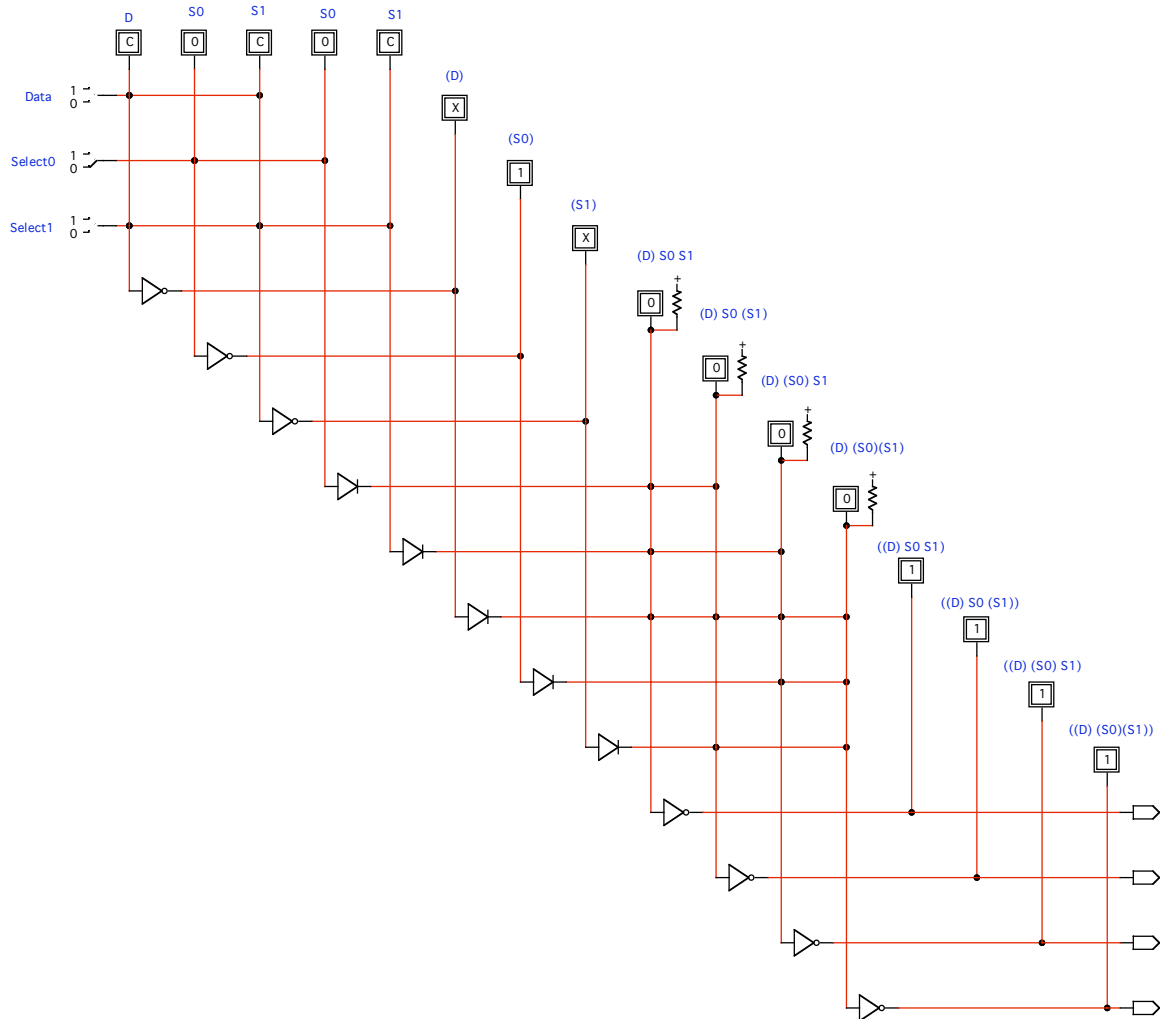 D S0 S1 S0 S1
C 0 C 0 C
(D)
X
Data 1 0
(S0)
1
Select0 1 0
(S1)
X
Select1 1 0
(D) S0 S1
+
0
(D) S0 (S1)
+
0
(D) (S0) S1
+
0
(D) (S0)(S1)
+
0
((D) S0 S1)
1
((D) S0 (S1))
1
((D) (S0) S1)
1
((D) (S0)(S1))
1